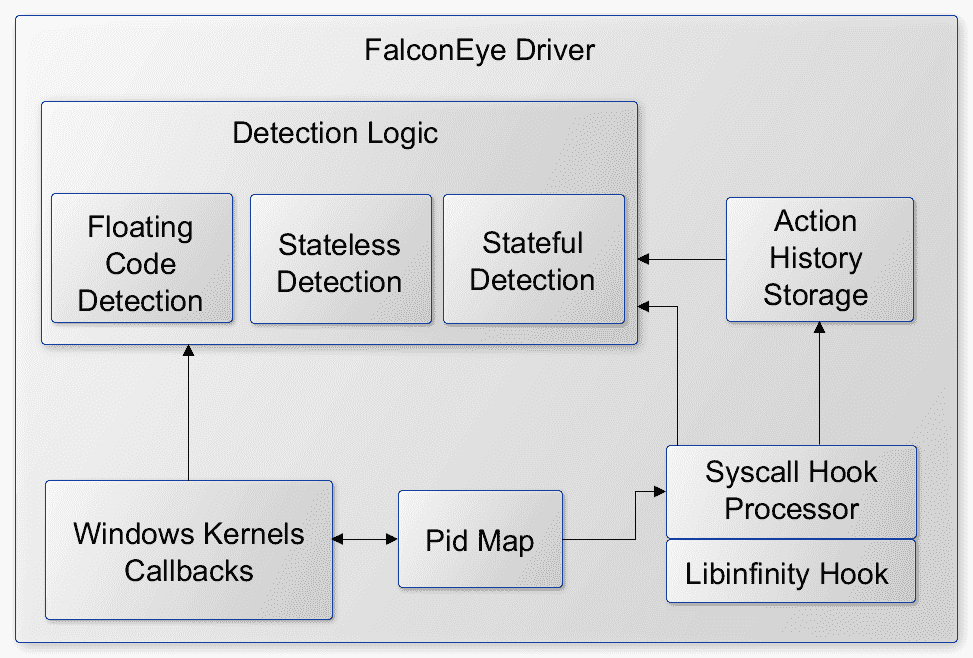 FalconEye Driver
Detection Logic
Floating
Code
Detection
Stateless
Detection
Stateful
Detection
Action
History
Storage
Windows Kernels
Callbacks
Pid Map
Syscall Hook
Processor
Libinfinity Hook